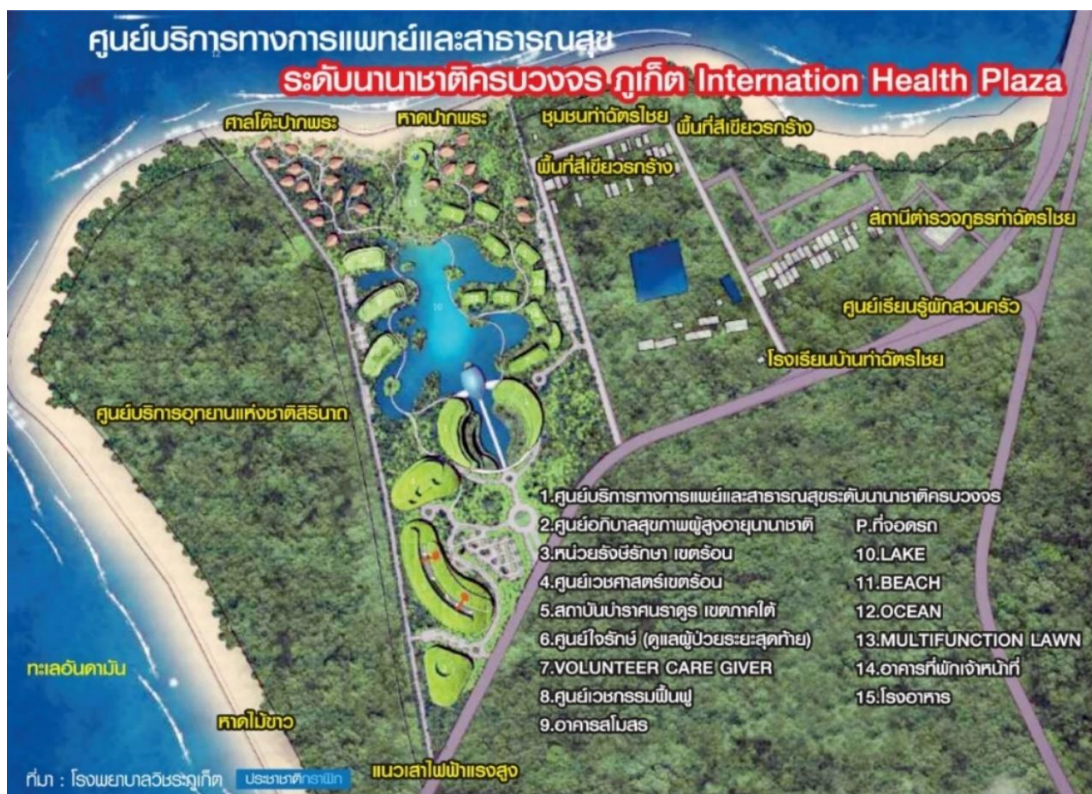 ศูนย์บริการทางการแพทย์และสาธารณสุข
ระดับนานาชาติครบวงจร ภูเก็ต Internation Health Plaza
ศาลโต๊ะปากพระ
หาดปากพระ
ชุมชนท่าฉัตรไชย
พื้นที่สีเขียวรกร้าง
พื้นที่สีเขียวรกร้าง
สถานีตำรวจภูธรท่าฉัตรไชย
ศูนย์เรียนรู้ผักสวนครัว
โรงเรียนบ้านท่าฉัตรไชย
ศูนย์บริการอุทยานแห่งชาติสิรินาถ
12
13
10
1.ศูนย์บริการทางการแพย์และสาธารณสุขระดับนานาชาติครบวงจร
2.ศูนย์อภิบาลสุขภาพผู้สูงอายุนานาชาติ
3.หน่วยรังษีรักษา เขตร้อน
4.ศูนย์เวชศาสตร์เขตร้อน
5.สถาบันบำราศนราดูร เขตภาคใต้
6.ศูนย์ใจรักษ์ (ดูแลผู้ป่วยระยะสุดท้าย)
7.VOLUNTEER CARE GIVER
8.ศูนย์เวชกรรมฟื้นฟู
9.อาคารสโมสร
P.ที่จอดรถ
10.LAKE
11.BEACH
12.OCEAN
13.MULTIFUNCTION LAWN
14.อาคารที่พักเจ้าหน้าที่
15.โรงอาหาร
ทะเลอันดามัน
หาดไม้ขาว
แนวเสาไฟฟ้าแรงสูง
ที่มา : โรงพยาบาลวชิระภูเก็ต
ประชาชาติกราฟิก